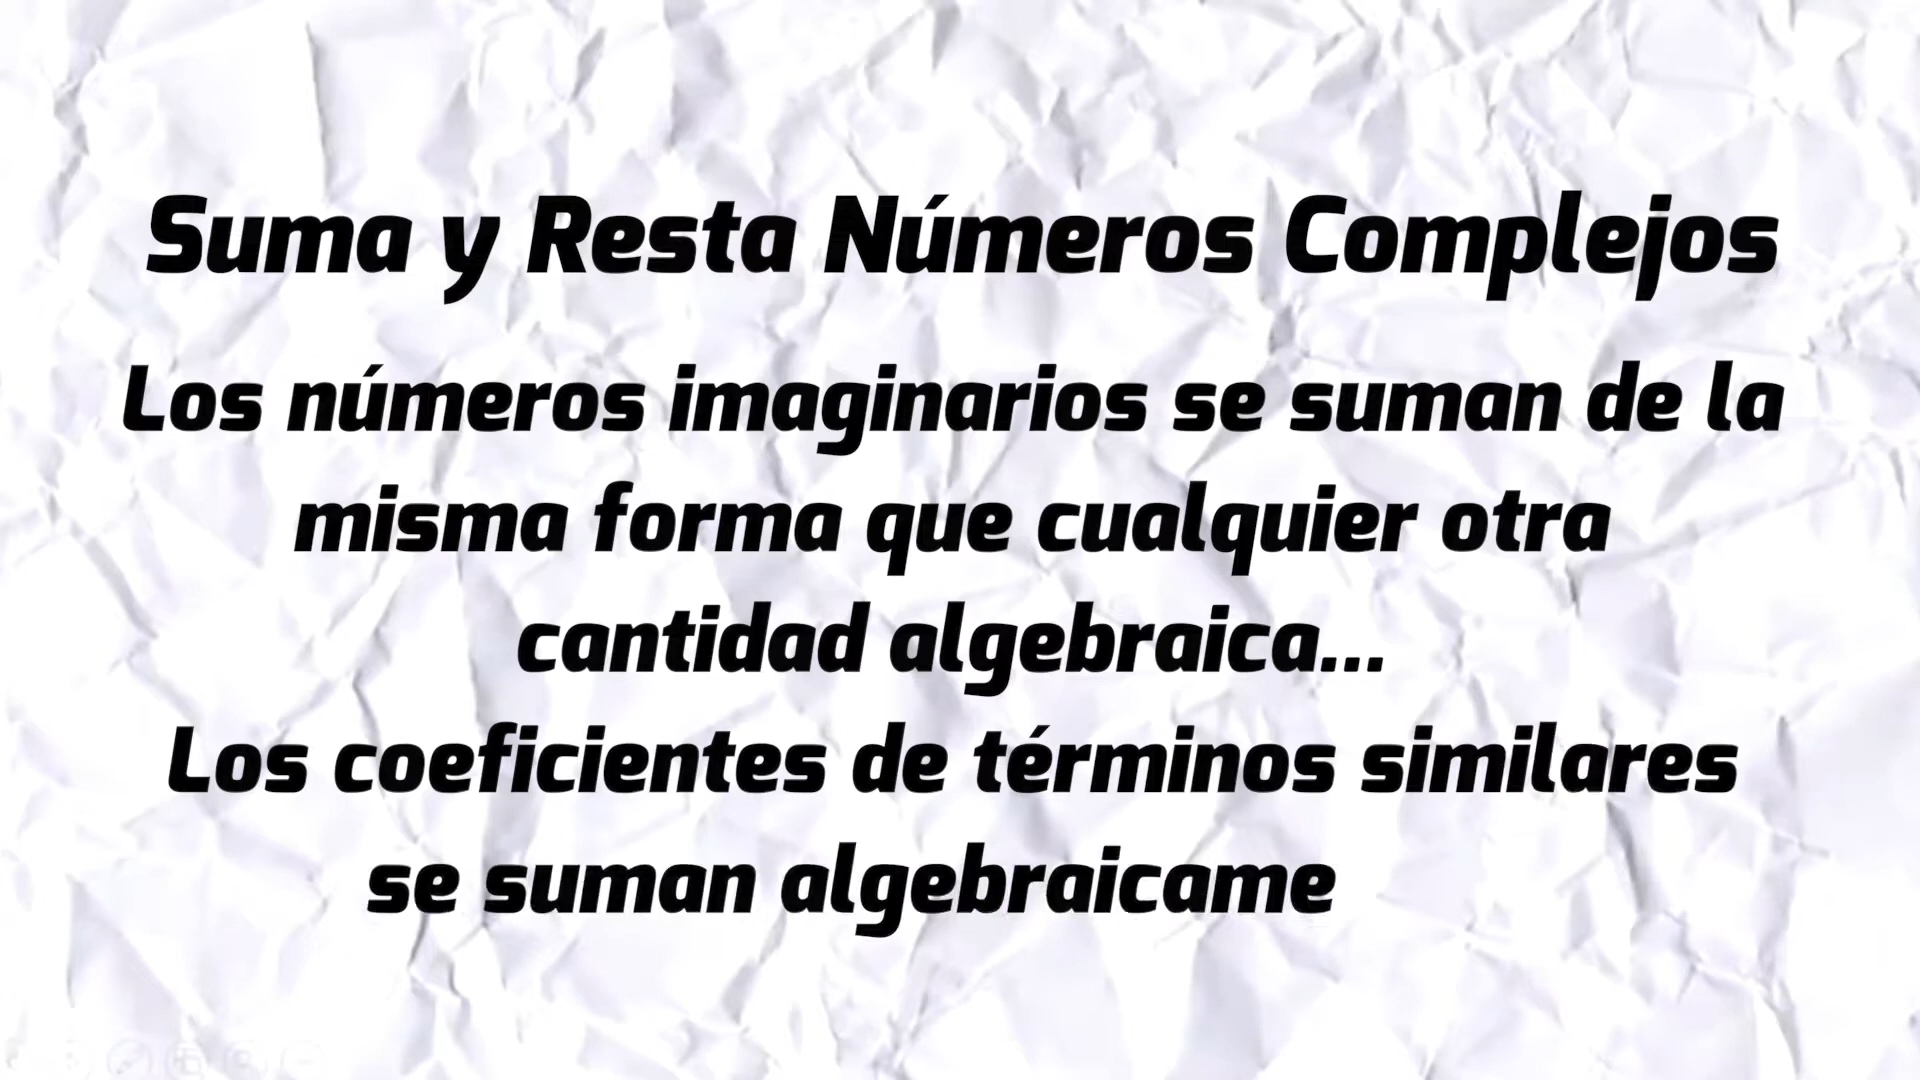 Suma y Resta Números Complejos
Los números imaginarios se suman de la
misma forma que cualquier otra
cantidad algebraica...
Los coeficientes de términos similares
se suman algebraicame